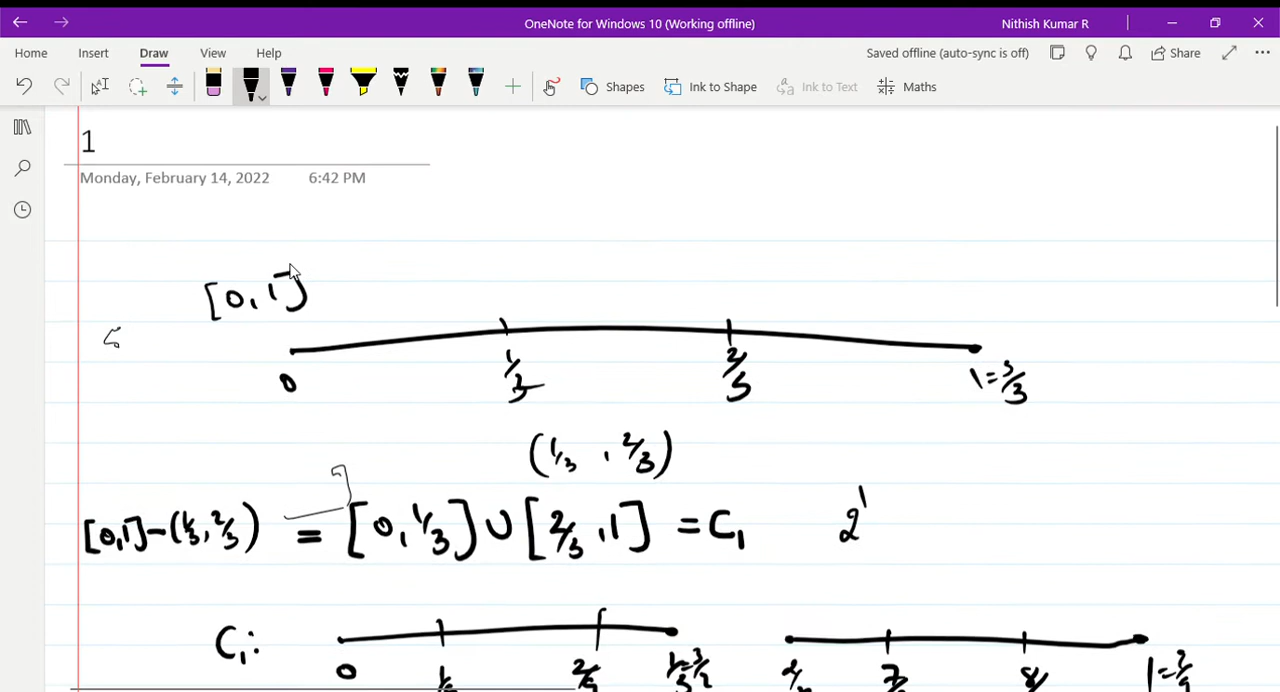 OneNote for Windows 10 (Working offline)
Nithish Kumar R
Home Insert Draw View Help
Saved offline (auto-sync is off)
Share
Shapes Ink to Shape Ink to Text Maths
1
Monday, February 14, 2022 6:42 PM
[0, 1]
0 1/3 2/3 1 = 3/3
(1/3 , 2/3)
[0,1] - (1/3, 2/3) = [0, 1/3] ∪ [2/3, 1] = C₁ 2¹
C₁:
0